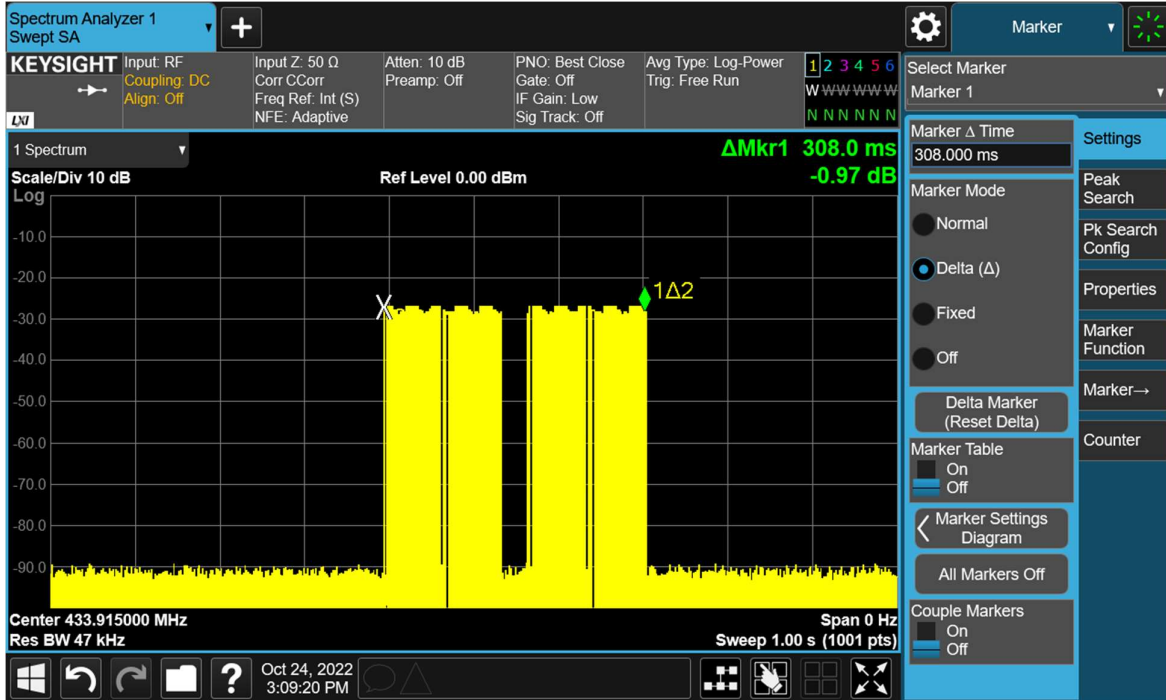 Spectrum Analyzer 1
Swept SA
+
Marker
KEYSIGHT
LXI
Input: RF
Coupling: DC
Align: Off
Input Z: 50 Ω
Corr CCorr
Freq Ref: Int (S)
NFE: Adaptive
Atten: 10 dB
Preamp: Off
PNO: Best Close
Gate: Off
IF Gain: Low
Sig Track: Off
Avg Type: Log-Power
Trig: Free Run
1 2 3 4 5 6
W W W W W W
N N N N N N
Select Marker
Marker 1
1 Spectrum
ΔMkr1 308.0 ms
-0.97 dB
Scale/Div 10 dB
Ref Level 0.00 dBm
Log
-10.0
-20.0
-30.0
-40.0
-50.0
-60.0
-70.0
-80.0
-90.0
X
1Δ2
Center 433.915000 MHz
Span 0 Hz
Res BW 47 kHz
Sweep 1.00 s (1001 pts)
Marker Δ Time
308.000 ms
Marker Mode
Normal
Delta (Δ)
Fixed
Off
Delta Marker
(Reset Delta)
Marker Table
On
Off
Marker Settings
Diagram
All Markers Off
Couple Markers
On
Off
Settings
Peak
Search
Pk Search
Config
Properties
Marker
Function
Marker→
Counter
?
Oct 24, 2022
3:09:20 PM